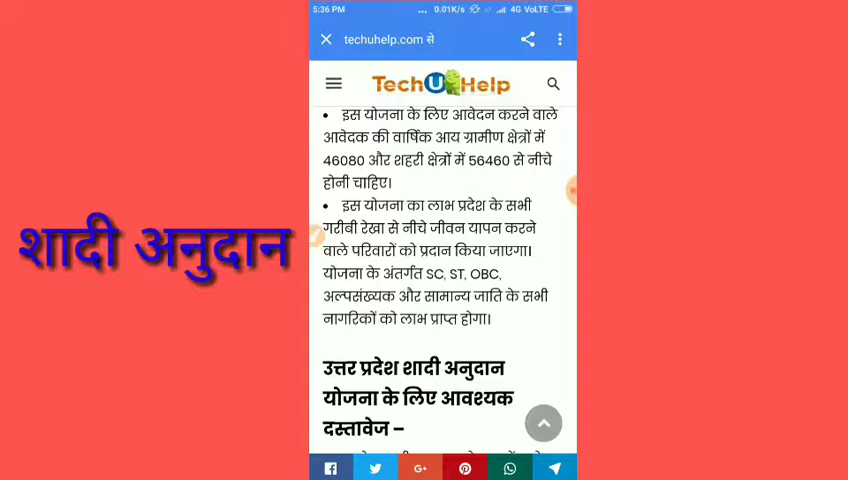 5:36 PM ... 0.01K/s 4G VoLTE
techuhelp.com से
Tech U Help
शादी अनुदान
• इस योजना के लिए आवेदन करने वाले
आवेदक की वार्षिक आय ग्रामीण क्षेत्रों में
46080 और शहरी क्षेत्रों में 56460 से नीचे
होनी चाहिए।
• इस योजना का लाभ प्रदेश के सभी
गरीबी रेखा से नीचे जीवन यापन करने
वाले परिवारों को प्रदान किया जाएगा।
योजना के अंतर्गत SC, ST, OBC,
अल्पसंख्यक और सामान्य जाति के सभी
नागरिकों को लाभ प्राप्त होगा।
उत्तर प्रदेश शादी अनुदान
योजना के लिए आवश्यक
दस्तावेज –